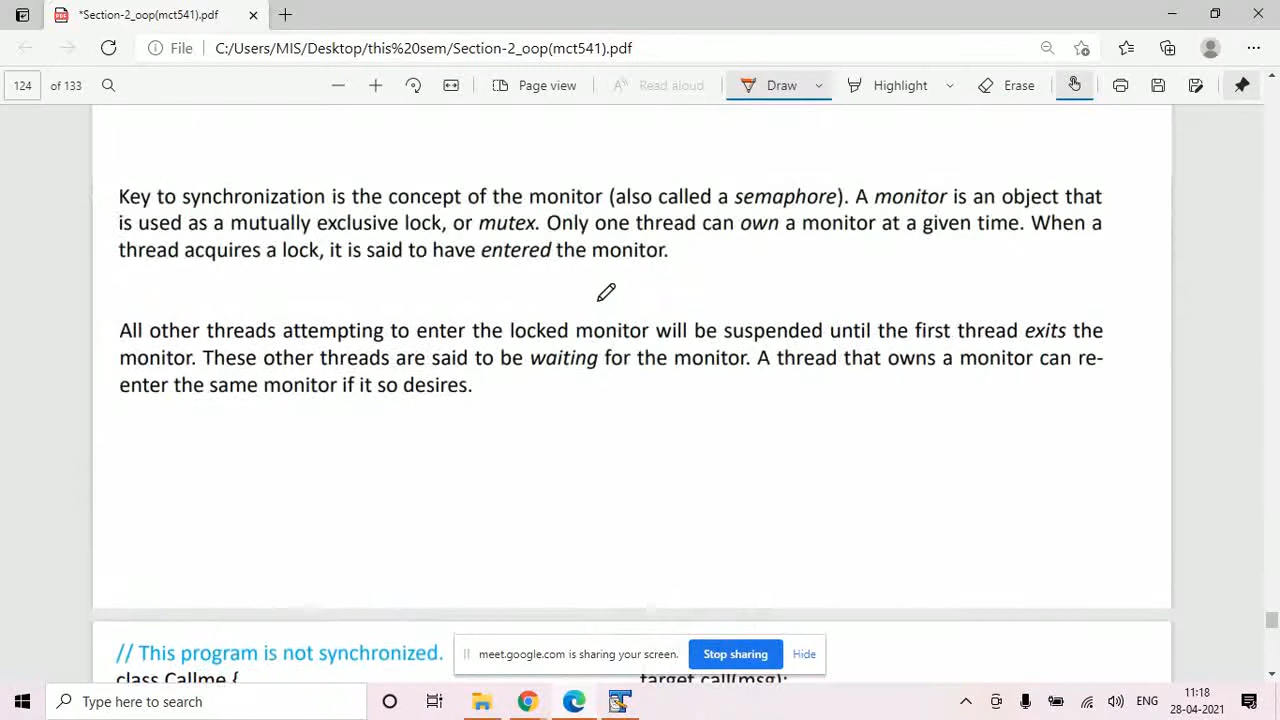 *Section-2_oop(mct541).pdf
File
C:/Users/MIS/Desktop/this%20sem/Section-2_oop(mct541).pdf
124 of 133
Page view
Read aloud
Draw
Highlight
Erase
Key to synchronization is the concept of the monitor (also called a semaphore). A monitor is an object that
is used as a mutually exclusive lock, or mutex. Only one thread can own a monitor at a given time. When a
thread acquires a lock, it is said to have entered the monitor.
All other threads attempting to enter the locked monitor will be suspended until the first thread exits the
monitor. These other threads are said to be waiting for the monitor. A thread that owns a monitor can re-
enter the same monitor if it so desires.
// This program is not synchronized.
class Callme {
target.call(msg);
meet.google.com is sharing your screen.
Stop sharing
Hide
Type here to search
ENG
11:18
28-04-2021